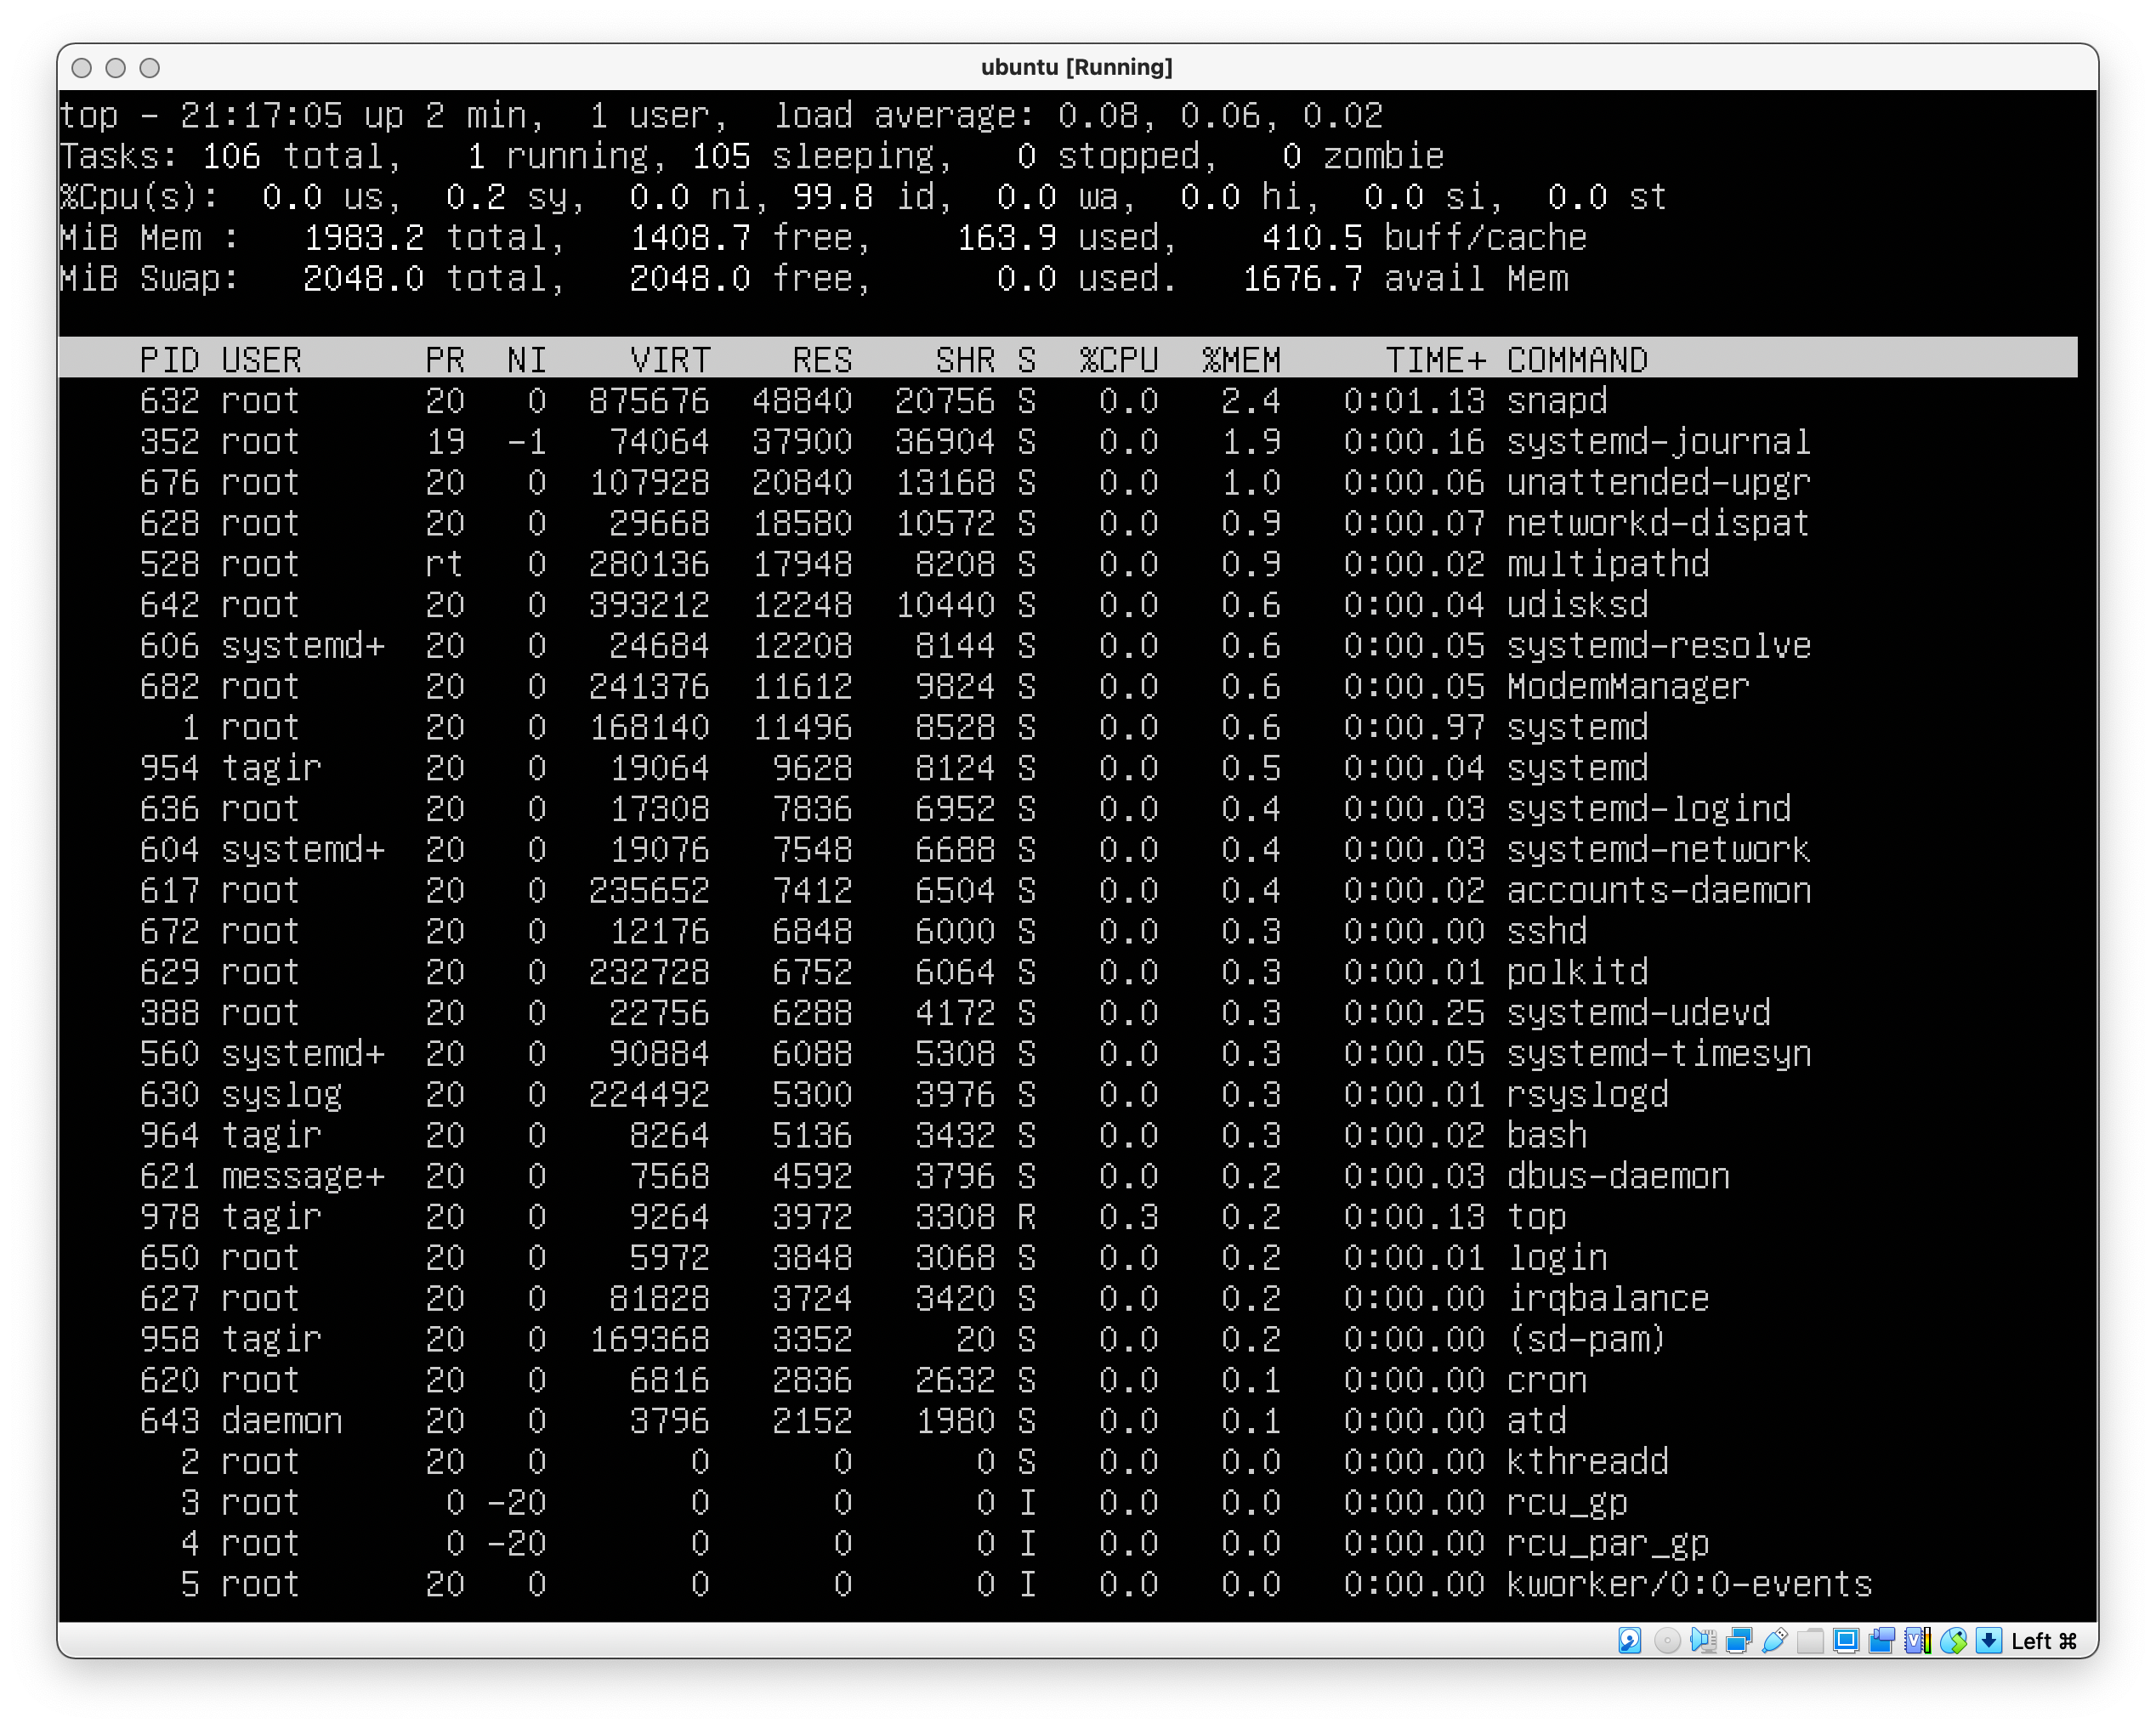 ubuntu [Running]
top - 21:17:05 up 2 min,  1 user,  load average: 0.08, 0.06, 0.02
Tasks: 106 total,   1 running, 105 sleeping,   0 stopped,   0 zombie
%Cpu(s):  0.0 us,  0.2 sy,  0.0 ni, 99.8 id,  0.0 wa,  0.0 hi,  0.0 si,  0.0 st
MiB Mem :   1983.2 total,   1408.7 free,    163.9 used,    410.5 buff/cache
MiB Swap:   2048.0 total,   2048.0 free,      0.0 used.   1676.7 avail Mem
PID USER      PR  NI    VIRT    RES    SHR S  %CPU  %MEM     TIME+ COMMAND
632 root      20   0  875676  48840  20756 S   0.0   2.4   0:01.13 snapd
352 root      19  -1   74064  37900  36904 S   0.0   1.9   0:00.16 systemd-journal
676 root      20   0  107928  20840  13168 S   0.0   1.0   0:00.06 unattended-upgr
628 root      20   0   29668  18580  10572 S   0.0   0.9   0:00.07 networkd-dispat
528 root      rt   0  280136  17948   8208 S   0.0   0.9   0:00.02 multipathd
642 root      20   0  393212  12248  10440 S   0.0   0.6   0:00.04 udisksd
606 systemd+  20   0   24684  12208   8144 S   0.0   0.6   0:00.05 systemd-resolve
682 root      20   0  241376  11612   9824 S   0.0   0.6   0:00.05 ModemManager
1 root      20   0  168140  11496   8528 S   0.0   0.6   0:00.97 systemd
954 tagir     20   0   19064   9628   8124 S   0.0   0.5   0:00.04 systemd
636 root      20   0   17308   7836   6952 S   0.0   0.4   0:00.03 systemd-logind
604 systemd+  20   0   19076   7548   6688 S   0.0   0.4   0:00.03 systemd-network
617 root      20   0  235652   7412   6504 S   0.0   0.4   0:00.02 accounts-daemon
672 root      20   0   12176   6848   6000 S   0.0   0.3   0:00.00 sshd
629 root      20   0  232728   6752   6064 S   0.0   0.3   0:00.01 polkitd
388 root      20   0   22756   6288   4172 S   0.0   0.3   0:00.25 systemd-udevd
560 systemd+  20   0   90884   6088   5308 S   0.0   0.3   0:00.05 systemd-timesyn
630 syslog    20   0  224492   5300   3976 S   0.0   0.3   0:00.01 rsyslogd
964 tagir     20   0    8264   5136   3432 S   0.0   0.3   0:00.02 bash
621 message+  20   0    7568   4592   3796 S   0.0   0.2   0:00.03 dbus-daemon
978 tagir     20   0    9264   3972   3308 R   0.3   0.2   0:00.13 top
650 root      20   0    5972   3848   3068 S   0.0   0.2   0:00.01 login
627 root      20   0   81828   3724   3420 S   0.0   0.2   0:00.00 irqbalance
958 tagir     20   0  169368   3352     20 S   0.0   0.2   0:00.00 (sd-pam)
620 root      20   0    6816   2836   2632 S   0.0   0.1   0:00.00 cron
643 daemon    20   0    3796   2152   1980 S   0.0   0.1   0:00.00 atd
2 root      20   0       0      0      0 S   0.0   0.0   0:00.00 kthreadd
3 root       0 -20       0      0      0 I   0.0   0.0   0:00.00 rcu_gp
4 root       0 -20       0      0      0 I   0.0   0.0   0:00.00 rcu_par_gp
5 root      20   0       0      0      0 I   0.0   0.0   0:00.00 kworker/0:0-events
Left ⌘